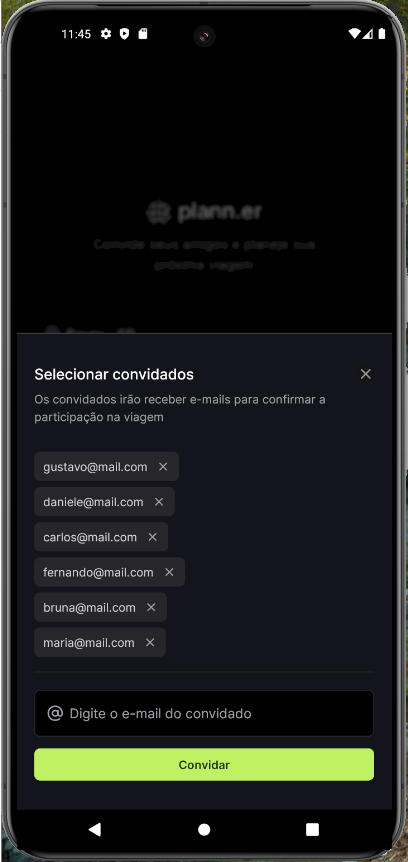 11:45
plann.er
Convide seus amigos e planeje sua
próxima viagem
Selecionar convidados
Os convidados irão receber e-mails para confirmar a
participação na viagem
gustavo@mail.com
daniele@mail.com
carlos@mail.com
fernando@mail.com
bruna@mail.com
maria@mail.com
@ Digite o e-mail do convidado
Convidar